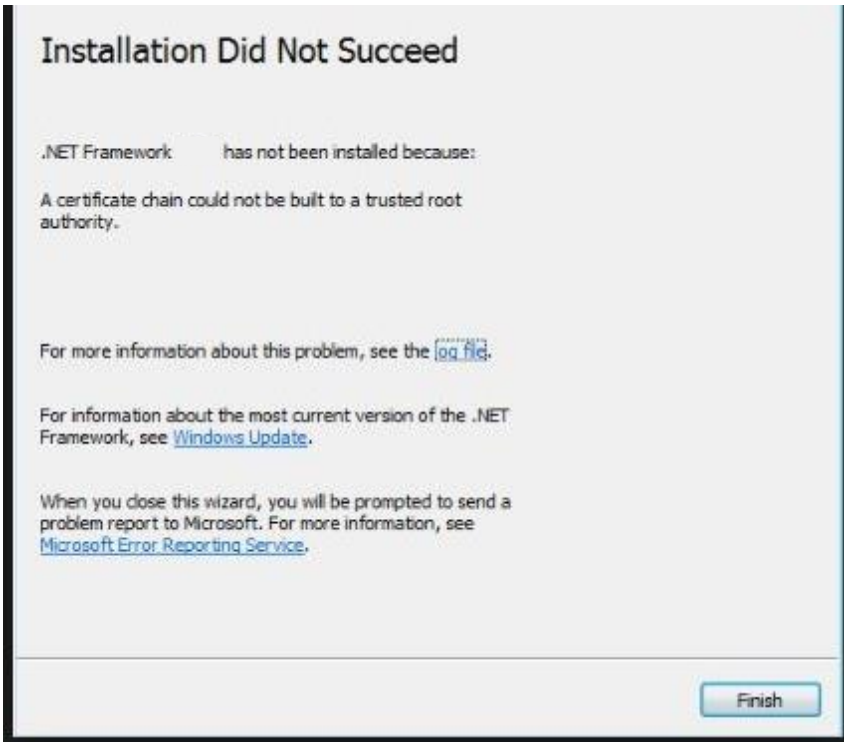 Installation Did Not Succeed
.NET Framework has not been installed because:
A certificate chain could not be built to a trusted root
authority.
For more information about this problem, see the log file.
For information about the most current version of the .NET
Framework, see Windows Update.
When you close this wizard, you will be prompted to send a
problem report to Microsoft. For more information, see
Microsoft Error Reporting Service.
Finish